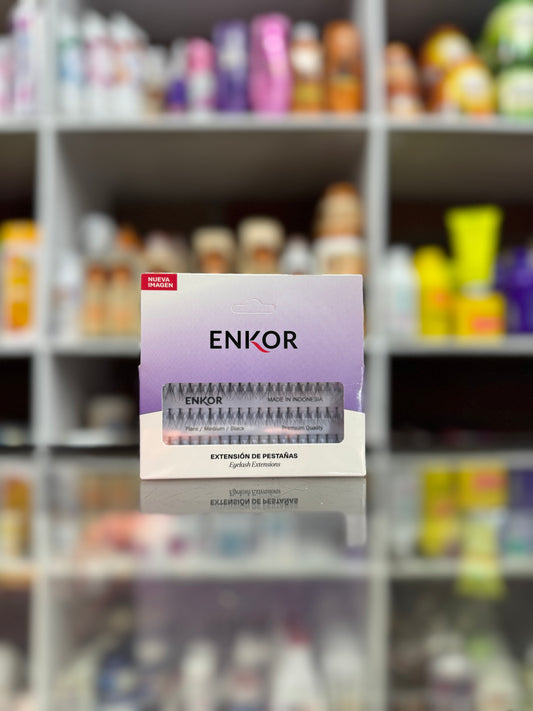 NUEVA
IMAGEN
ENKOR
ENKOR
MADE IN INDONESIA
Flare / Medium / Black
Premium Quality
EXTENSIÓN DE PESTAÑAS
Eyelash Extensions